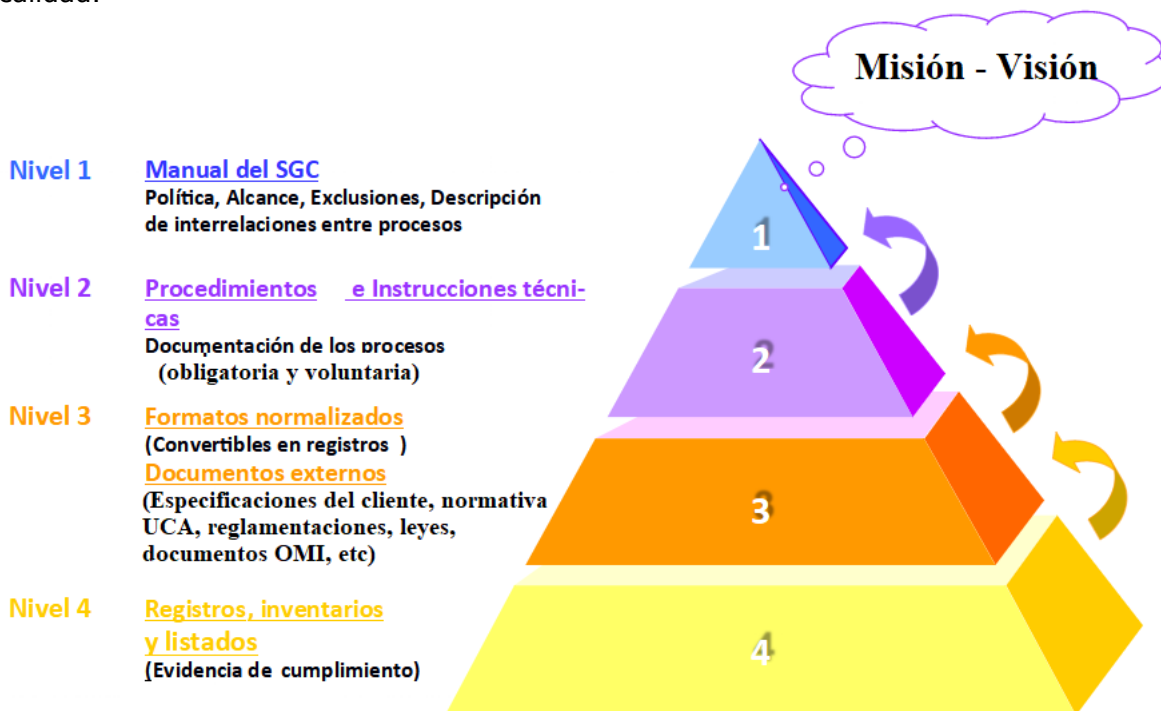 calidad.
Misión - Visión
Nivel 1
Manual del SGC
Política, Alcance, Exclusiones, Descripción
de interrelaciones entre procesos
1
Nivel 2
Procedimientos e Instrucciones técni-
cas
Documentación de los procesos
(obligatoria y voluntaria)
2
Nivel 3
Formatos normalizados
(Convertibles en registros )
Documentos externos
(Especificaciones del cliente, normativa
UCA, reglamentaciones, leyes,
documentos OMI, etc)
3
Nivel 4
Registros, inventarios
y listados
(Evidencia de cumplimiento)
4